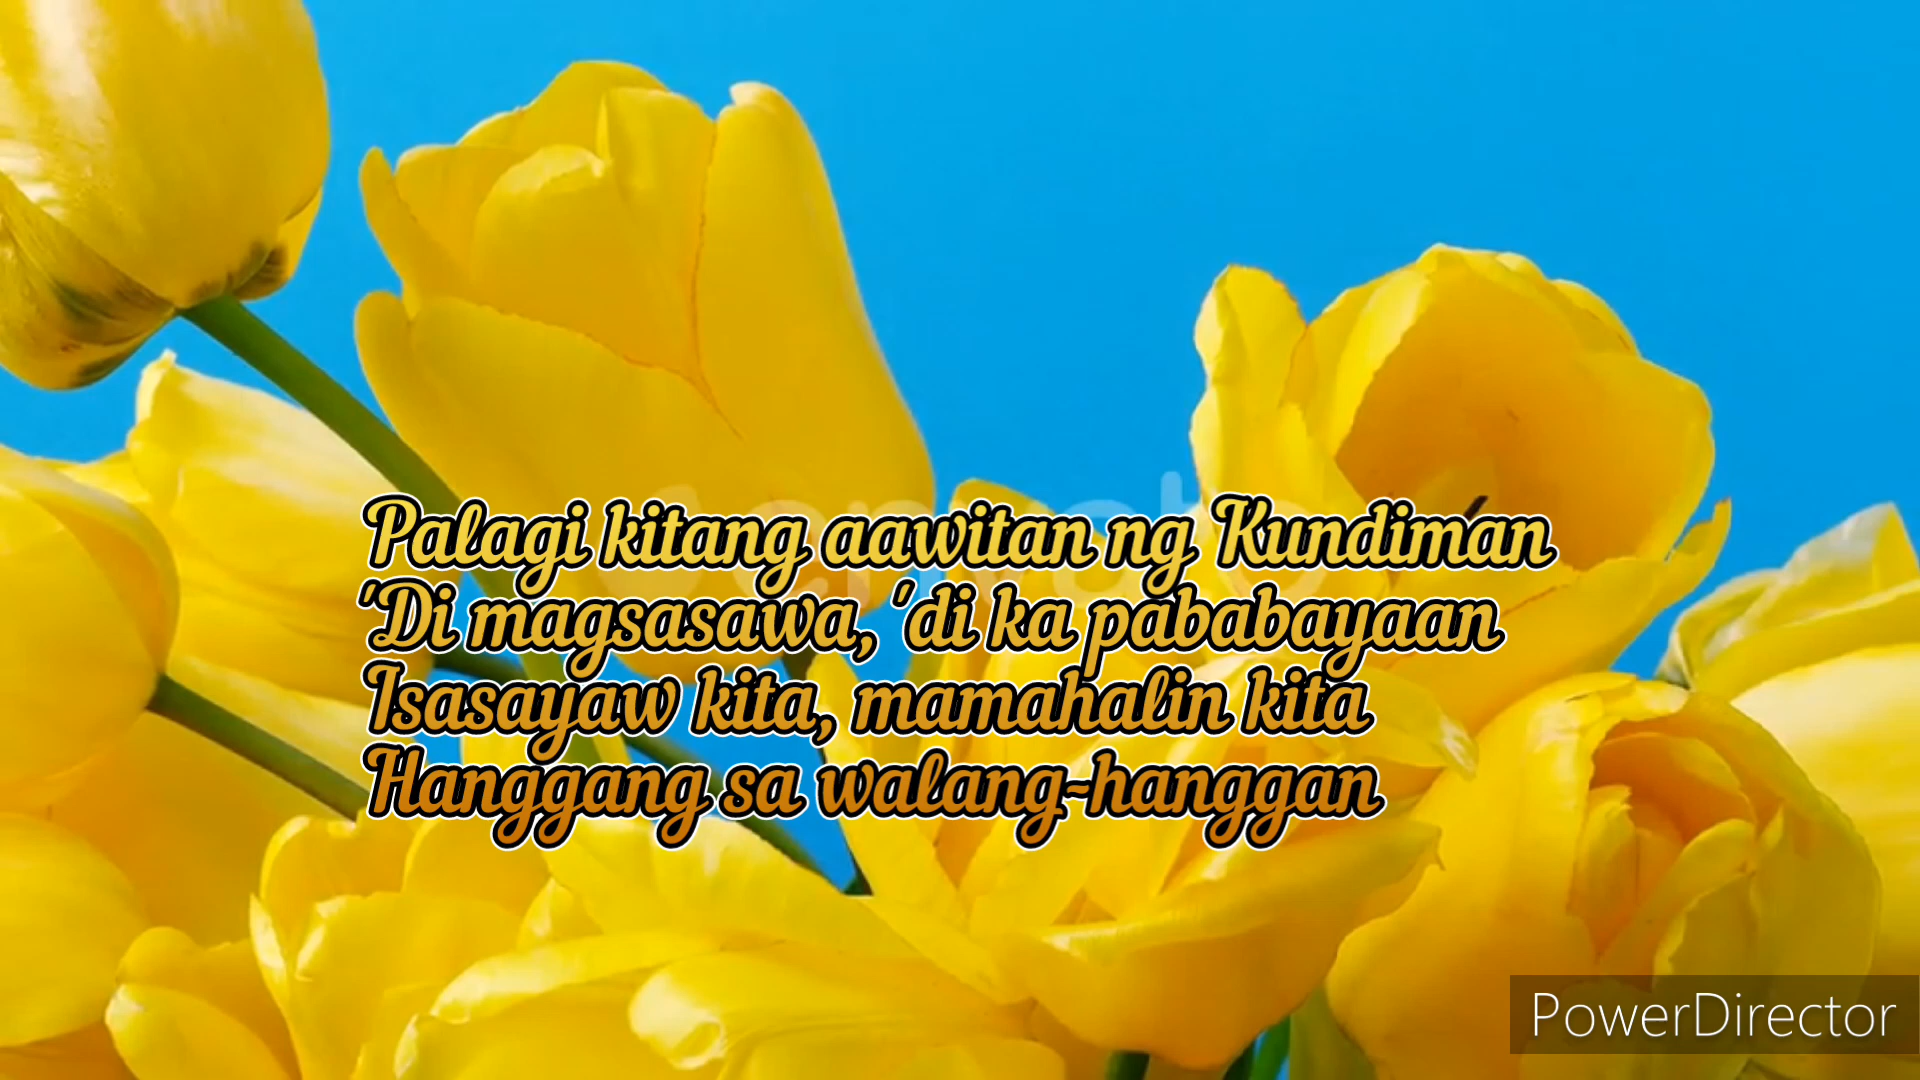 Palagi kitang aawitan ng Kundiman
'Di magsasawa, 'di ka pababayaan
Isasayaw kita, mamahalin kita
Hanggang sa walang-hanggan
envato
PowerDirector